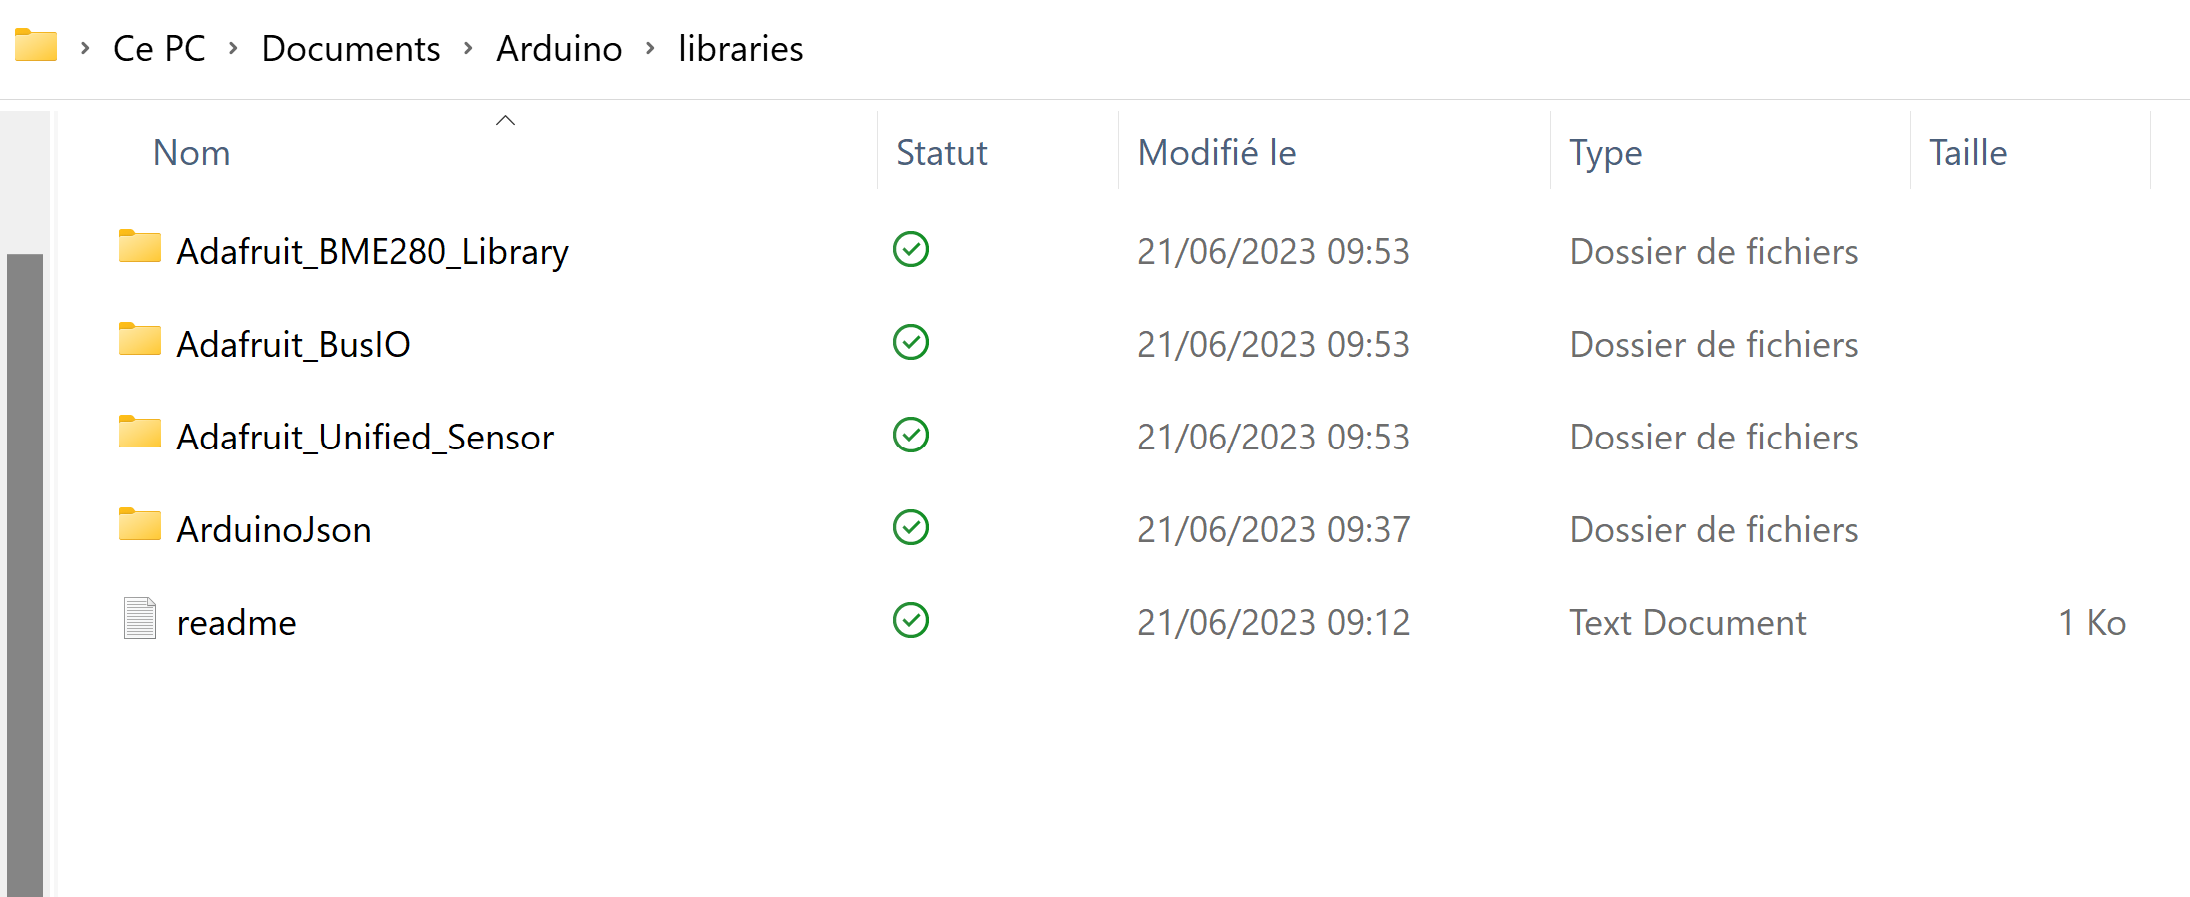 Ce PC Documents Arduino libraries
Nom Statut Modifié le Type Taille
Adafruit_BME280_Library 21/06/2023 09:53 Dossier de fichiers
Adafruit_BusIO 21/06/2023 09:53 Dossier de fichiers
Adafruit_Unified_Sensor 21/06/2023 09:53 Dossier de fichiers
ArduinoJson 21/06/2023 09:37 Dossier de fichiers
readme 21/06/2023 09:12 Text Document 1 Ko